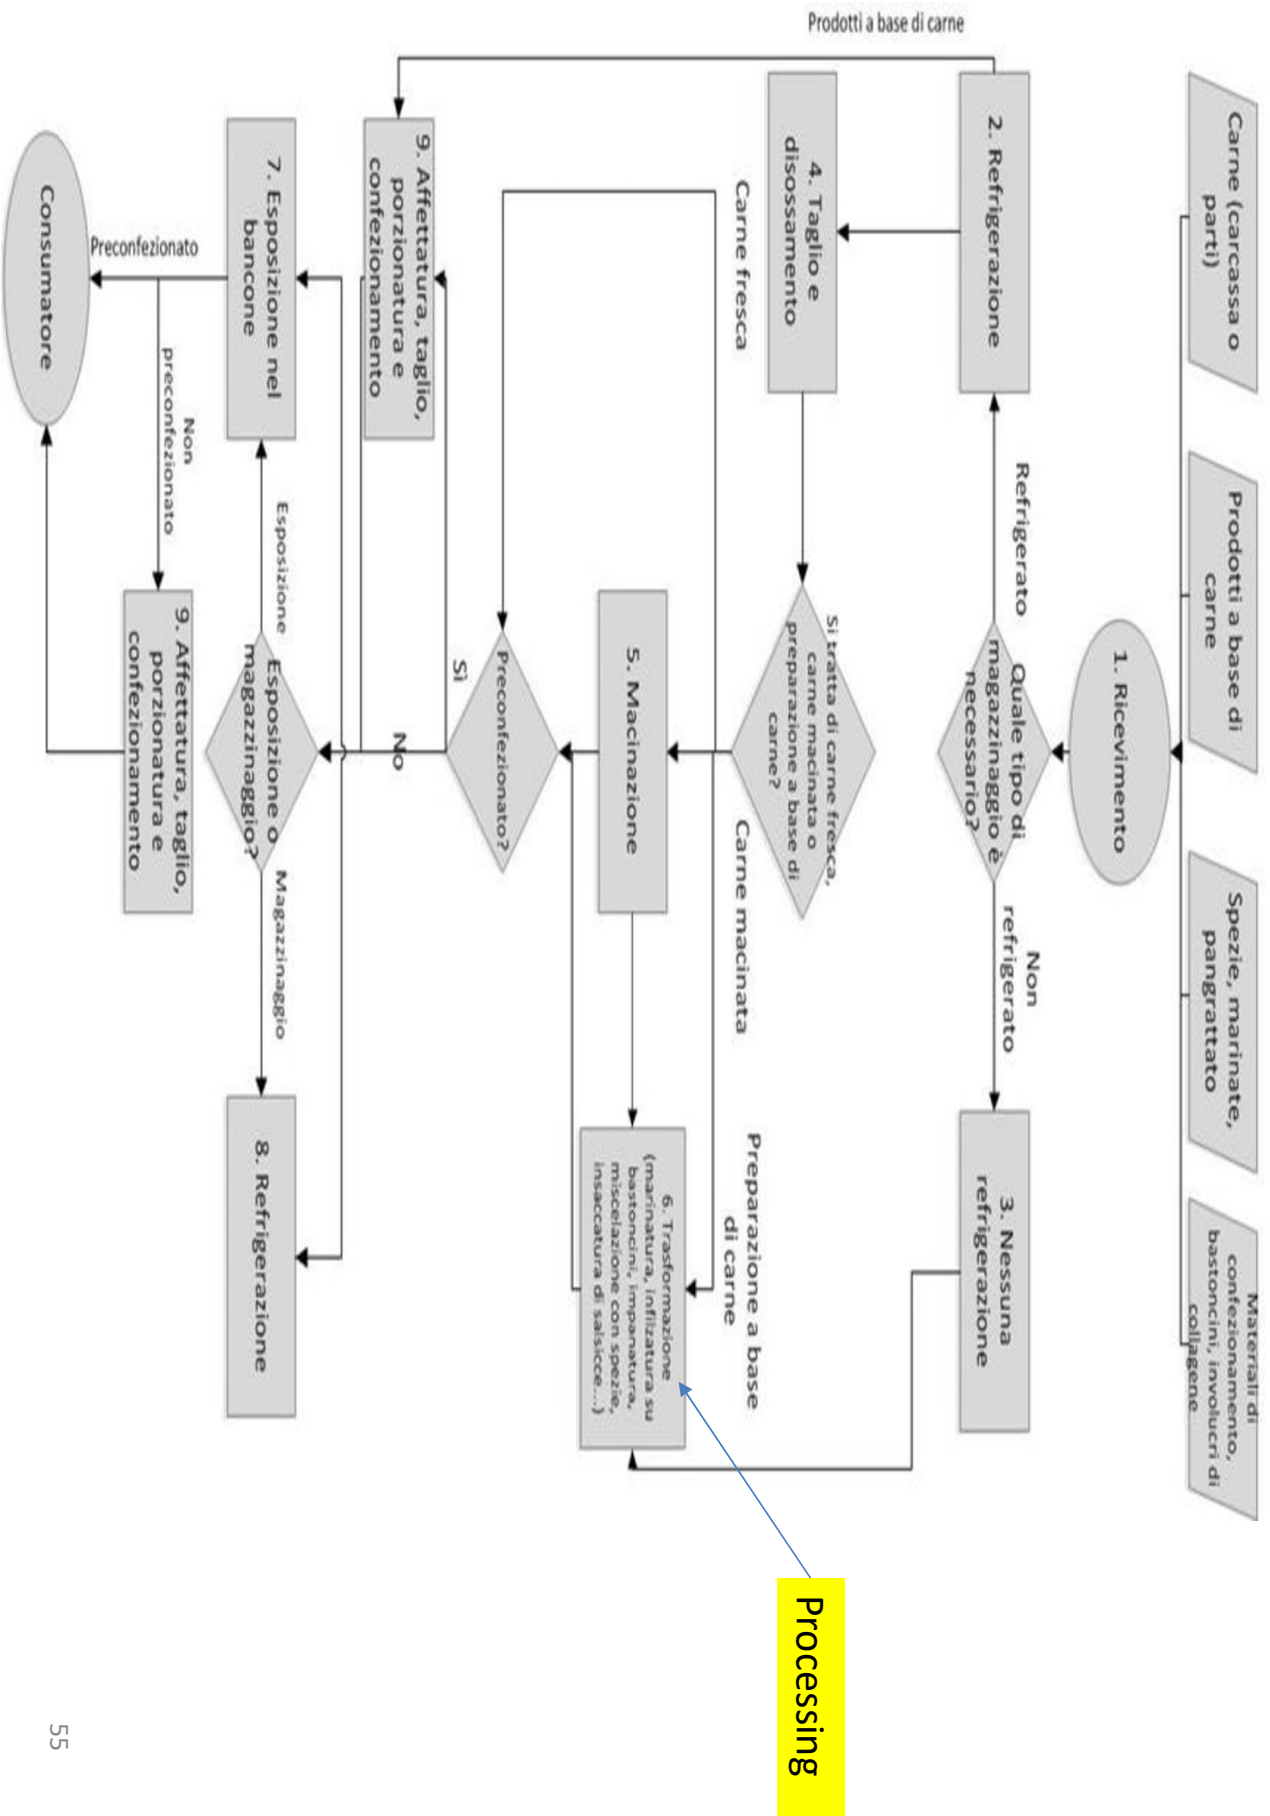 Carne (carcassa o
parti)
Prodotti a base di
carne
Spezie, marinate,
pangrattato
Materiali di
confezionamento,
bastoncini, involucri di
collagene
1. Ricevimento
Quale tipo di
magazzinaggio è
necessario?
Refrigerato
Non
refrigerato
2. Refrigerazione
3. Nessuna
refrigerazione
Prodotti a base di carne
4. Taglio e
disossamento
Si tratta di carne fresca,
carne macinata o
preparazione a base di
carne?
Carne fresca
Carne macinata
Preparazione a base
di carne
5. Macinazione
6. Trasformazione
(marinatura, infilzatura su
bastoncini, impanatura,
miscelazione con spezie,
insaccatura di salsicce...)
Processing
Preconfezionato?
Sì
No
9. Affettatura, taglio,
porzionatura e
confezionamento
Esposizione o
magazzinaggio?
Esposizione
Magazzinaggio
7. Esposizione nel
bancone
8. Refrigerazione
Preconfezionato
Non
preconfezionato
9. Affettatura, taglio,
porzionatura e
confezionamento
Consumatore
55